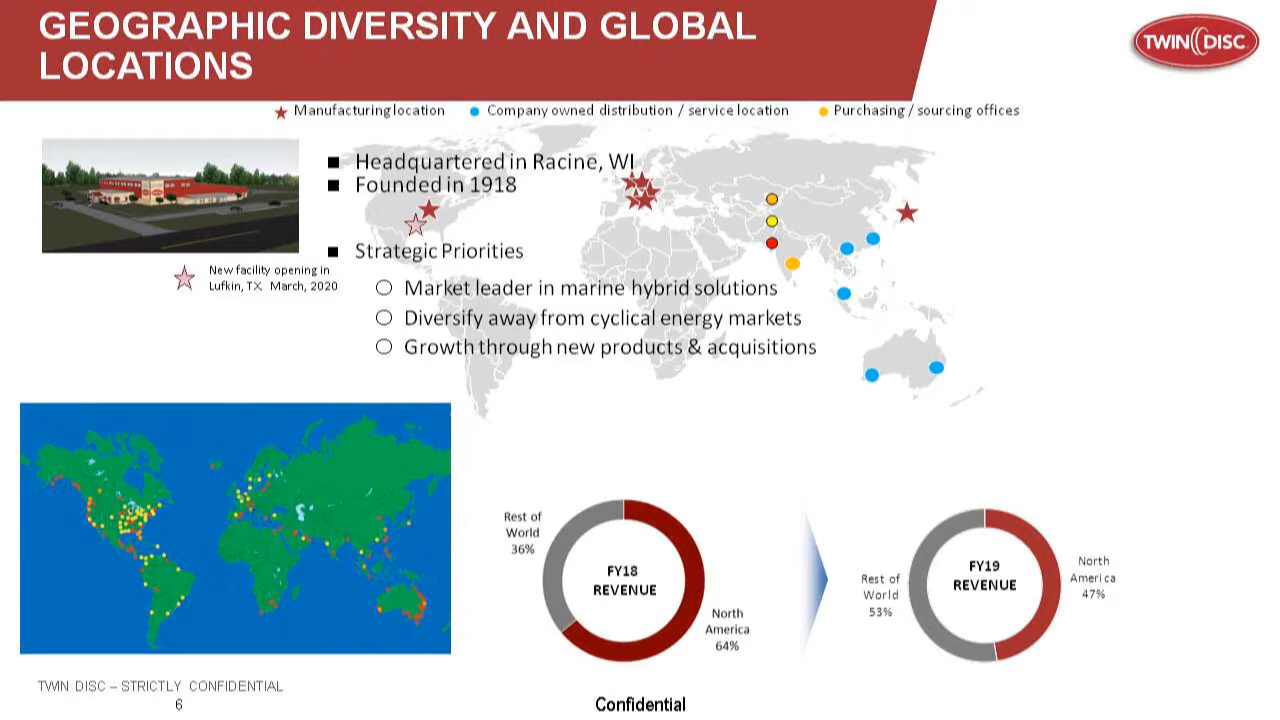 GEOGRAPHIC DIVERSITY AND GLOBAL
LOCATIONS
TWIN DISC
Manufacturing location
Company owned distribution / service location
Purchasing / sourcing offices
Headquartered in Racine, WI
Founded in 1918
Strategic Priorities
Market leader in marine hybrid solutions
Diversify away from cyclical energy markets
Growth through new products & acquisitions
New facility opening in
Lufkin, TX March, 2020
Rest of
World
36%
FY18
REVENUE
North
America
64%
Rest of
World
53%
FY19
REVENUE
North
America
47%
TWIN DISC – STRICTLY CONFIDENTIAL
6
Confidential